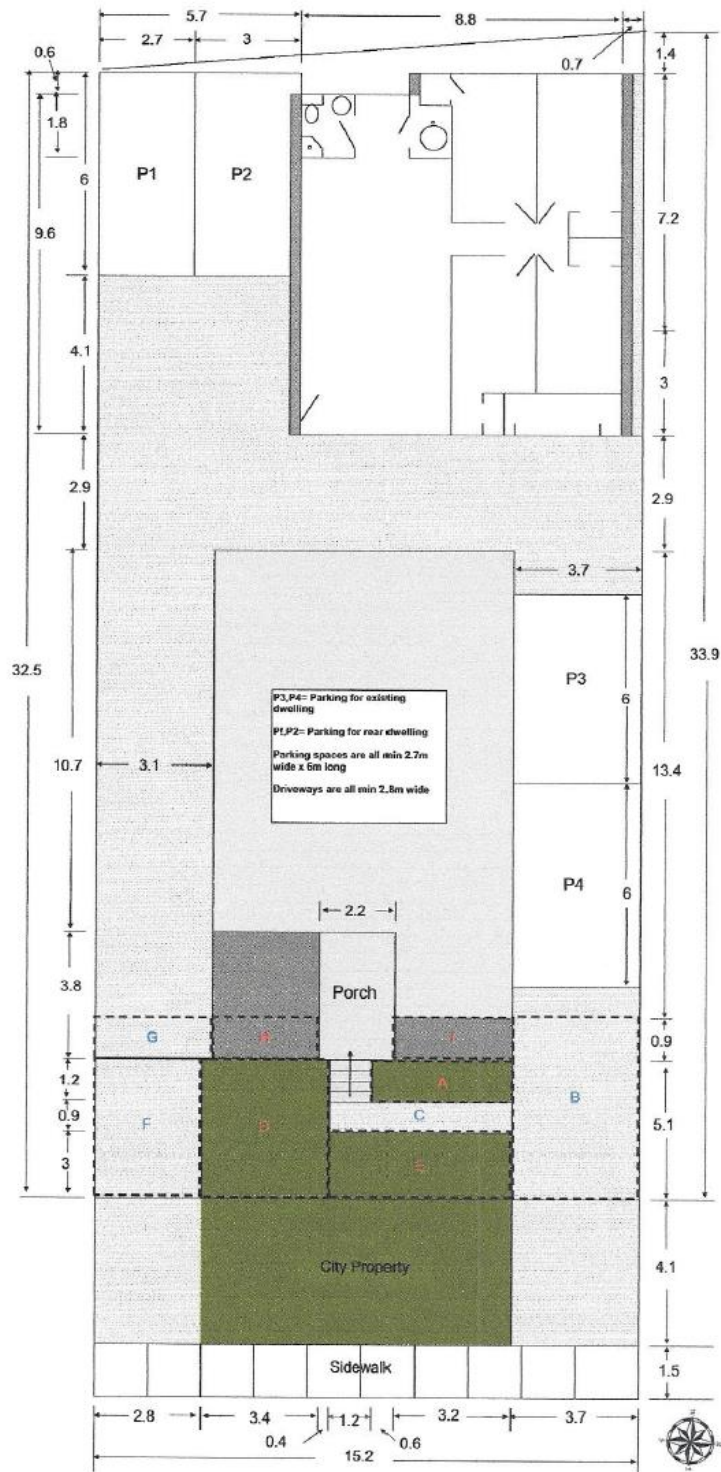 5.7
8.8
2.7
3
0.7
0.6
1.4
1.8
P1
P2
6
7.2
9.6
4.1
3
2.9
2.9
3.7
32.5
33.9
P3
6
P3,P4= Parking for existing
dwelling
P1,P2= Parking for rear dwelling
Parking spaces are all min 2.7m
wide x 6m long
Driveways are all min 2.8m wide
10.7
3.1
13.4
P4
6
2.2
3.8
Porch
G
H
I
0.9
1.2
A
B
F
D
C
5.1
0.9
E
3
City Property
4.1
Sidewalk
1.5
2.8
3.4
1.2
3.2
3.7
0.4
0.6
15.2